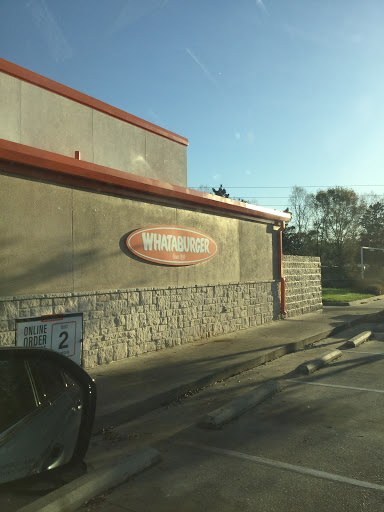 WHATABURGER
ONLINE
ORDER
2